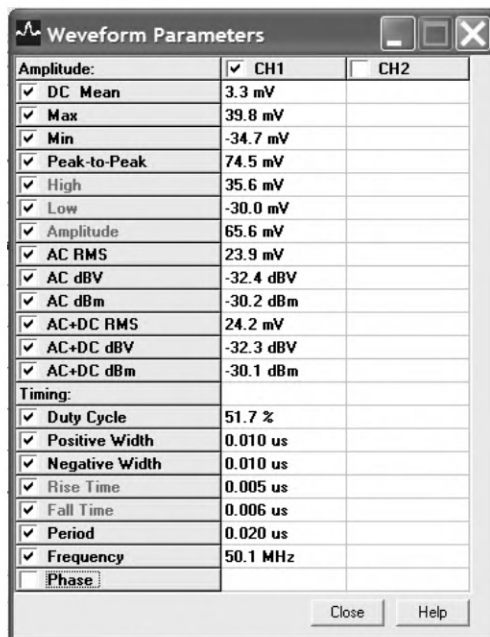 Weveform Parameters
Amplitude: CH1 CH2
DC Mean 3.3 mV
Max 39.8 mV
Min -34.7 mV
Peak-to-Peak 74.5 mV
High 35.6 mV
Low -30.0 mV
Amplitude 65.6 mV
AC RMS 23.9 mV
AC dBV -32.4 dBV
AC dBm -30.2 dBm
AC+DC RMS 24.2 mV
AC+DC dBV -32.3 dBV
AC+DC dBm -30.1 dBm
Timing:
Duty Cycle 51.7 %
Positive Width 0.010 us
Negative Width 0.010 us
Rise Time 0.005 us
Fall Time 0.006 us
Period 0.020 us
Frequency 50.1 MHz
Phase
Close Help